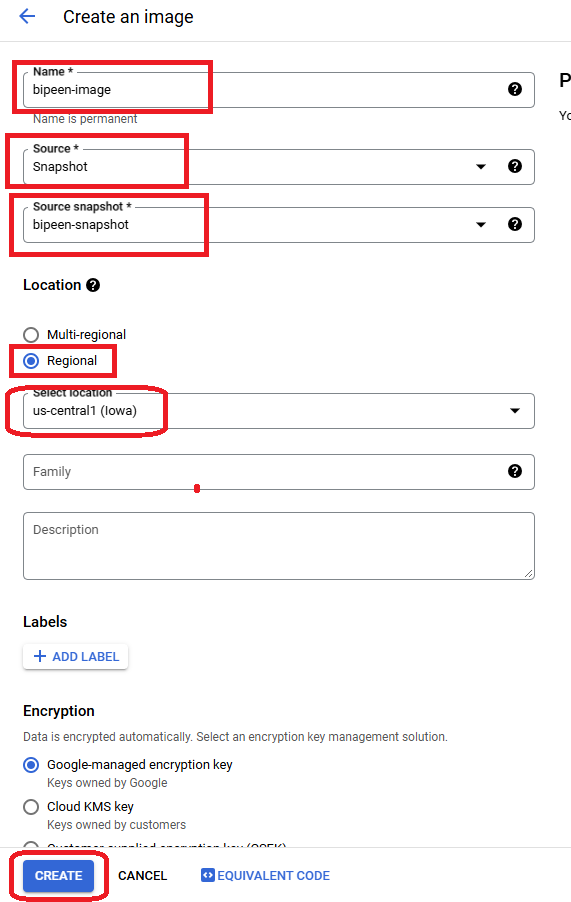 Create an image
Name *
bipeen-image
Name is permanent
Source *
Snapshot
Source snapshot *
bipeen-snapshot
Location
Multi-regional
Regional
Select location
us-central1 (Iowa)
Family
Description
Labels
ADD LABEL
Encryption
Data is encrypted automatically. Select an encryption key management solution.
Google-managed encryption key
Keys owned by Google
Cloud KMS key
Keys owned by customers
CREATE
CANCEL
EQUIVALENT CODE